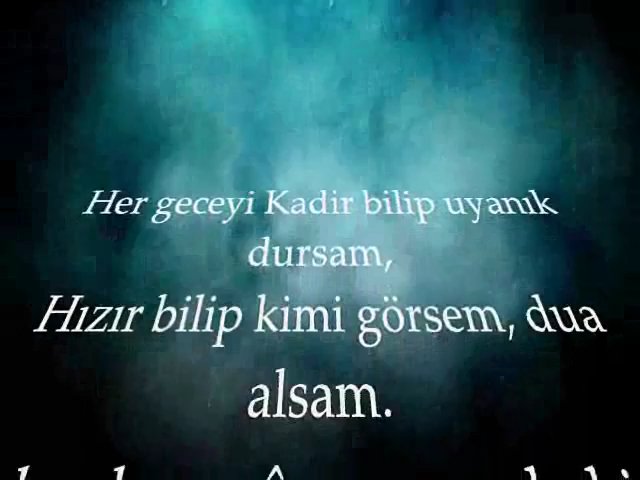 Her geceyi Kadir bilip uyanık
dursam,
Hızır bilip kimi görsem, dua
alsam.